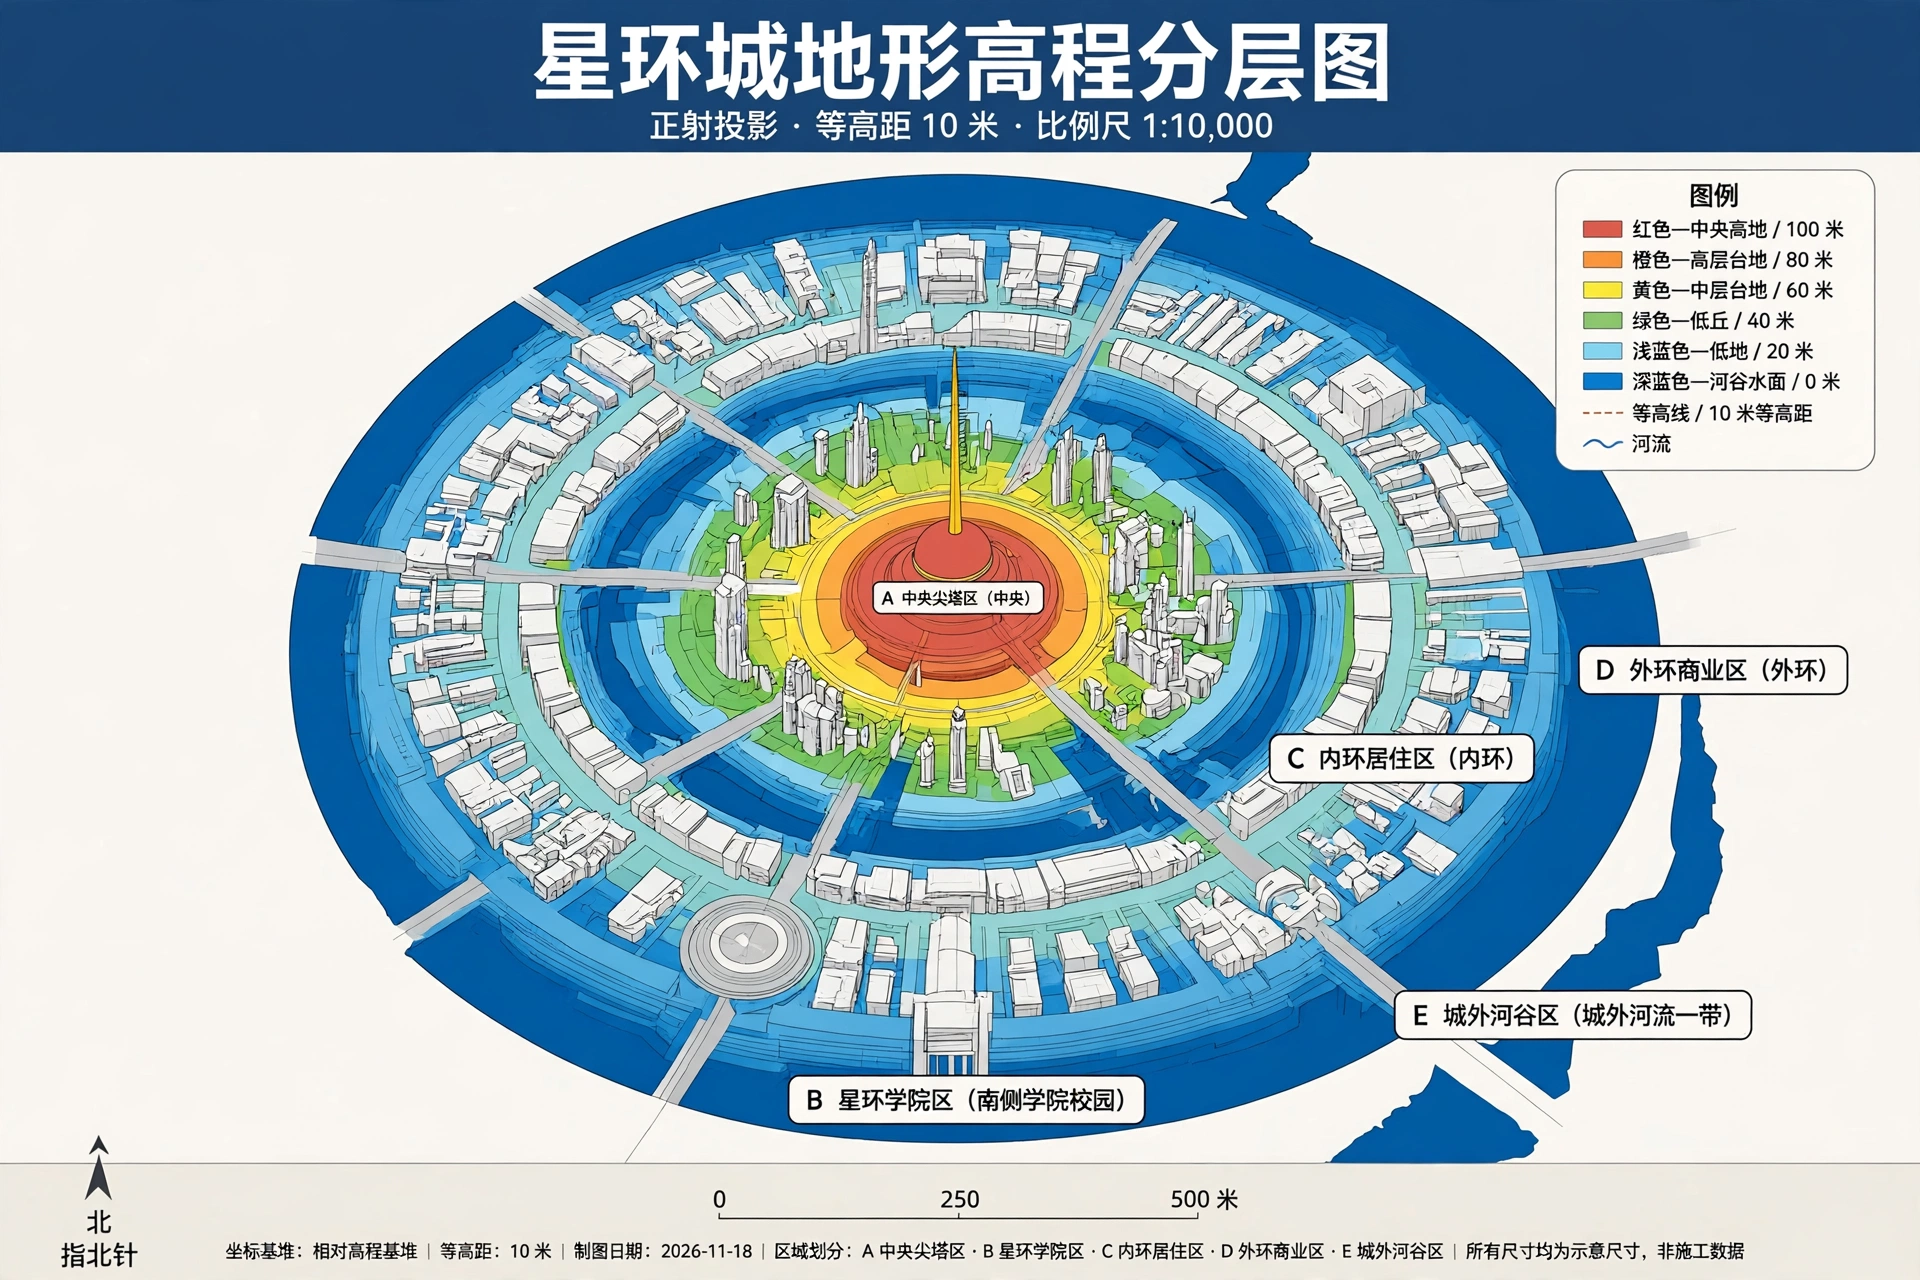 星环城地形高程分层图
正射投影 · 等高距 10 米 · 比例尺 1:10,000
图例
红色—中央高地 / 100 米
橙色—高层台地 / 80 米
黄色—中层台地 / 60 米
绿色—低丘 / 40 米
浅蓝色—低地 / 20 米
深蓝色—河谷水面 / 0 米
等高线 / 10 米等高距
河流
A 中央尖塔区（中央）
D 外环商业区（外环）
C 内环居住区（内环）
E 城外河谷区（城外河流一带）
B 星环学院区（南侧学院校园）
北
指北针
0 250 500 米
坐标基堆：相对高程基堆 | 等高距：10 米 | 制图日期：2026-11-18 | 区域划分：A 中央尖塔区 · B 星环学院区 · C 内环居住区 · D 外环商业区 · E 城外河谷区 | 所有尺寸均为示意尺寸，非施工数据